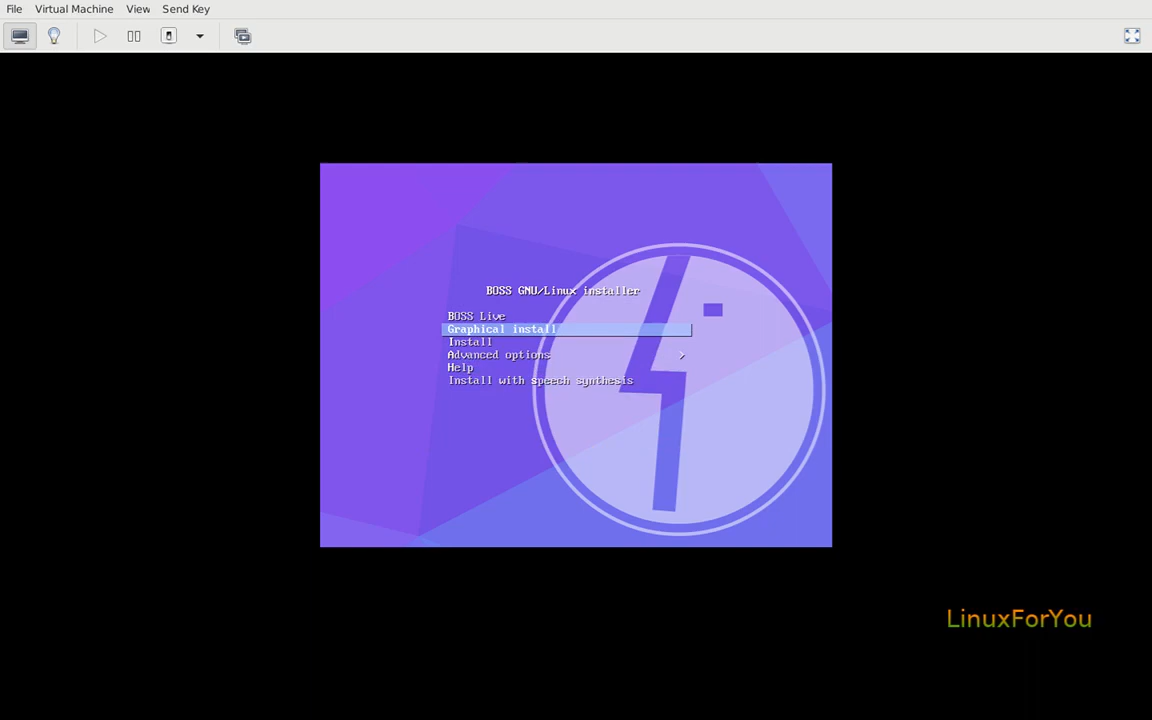 File Virtual Machine View Send Key
BOSS GNU/Linux installer
BOSS Live
Graphical install
Install
Advanced options >
Help
Install with speech synthesis
LinuxForYou